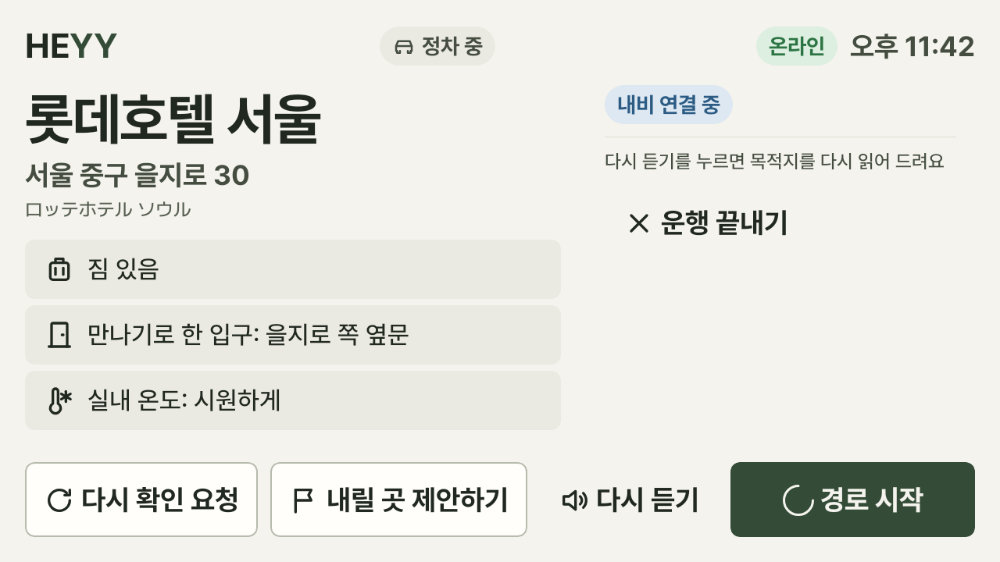 HEYY
정차 중
온라인
오후 11:42
롯데호텔 서울
서울 중구 을지로 30
ロッテホテル ソウル
내비 연결 중
다시 듣기를 누르면 목적지를 다시 읽어 드려요
운행 끝내기
짐 있음
만나기로 한 입구: 을지로 쪽 옆문
실내 온도: 시원하게
다시 확인 요청
내릴 곳 제안하기
다시 듣기
경로 시작